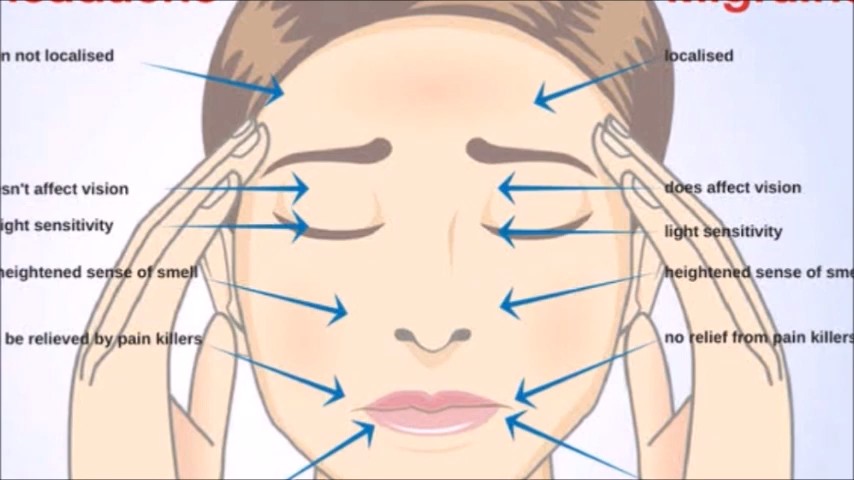 n not localised
localised
sn't affect vision
does affect vision
ight sensitivity
light sensitivity
heightened sense of smell
heightened sense of sme
be relieved by pain killers
no relief from pain killers